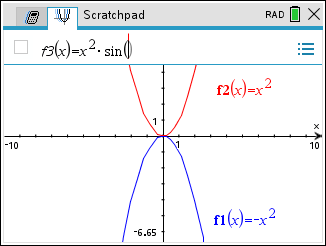 Scratchpad RAD
f3(x)=x²·sin()
f2(x)=x²
1
x
-10 1 10
f1(x)=-x²
-6.65